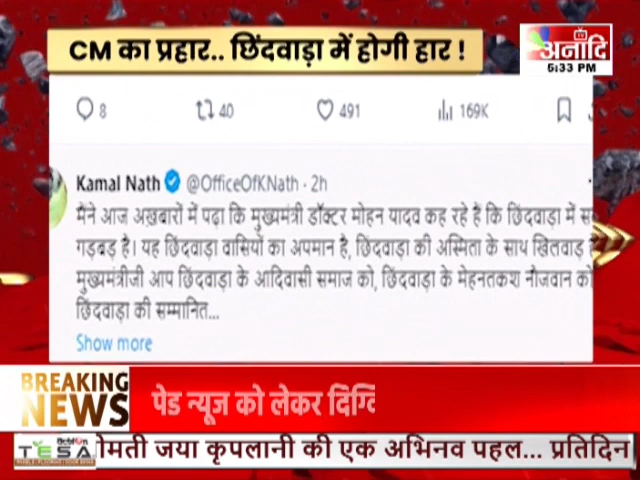 CM का प्रहार.. छिंदवाड़ा में होगी हार !
अनादि TV
5:33 PM
8 40 491 169K
Kamal Nath @OfficeOfKNath · 2h
मैंने आज अख़बारों में पढ़ा कि मुख्यमंत्री डॉक्टर मोहन यादव कह रहे हैं कि छिंदवाड़ा में
गड़बड़ है। यह छिंदवाड़ा वासियों का अपमान है, छिंदवाड़ा की अस्मिता के साथ खिलवाड़
मुख्यमंत्रीजी आप छिंदवाड़ा के आदिवासी समाज को, छिंदवाड़ा के मेहनतकश नौजवान को
छिंदवाड़ा की सम्मानित...
Show more
BREAKING
NEWS
पेड न्यूज को लेकर
TESA
जया कृपलानी की एक अभिनव पहल... प्रतिदिन